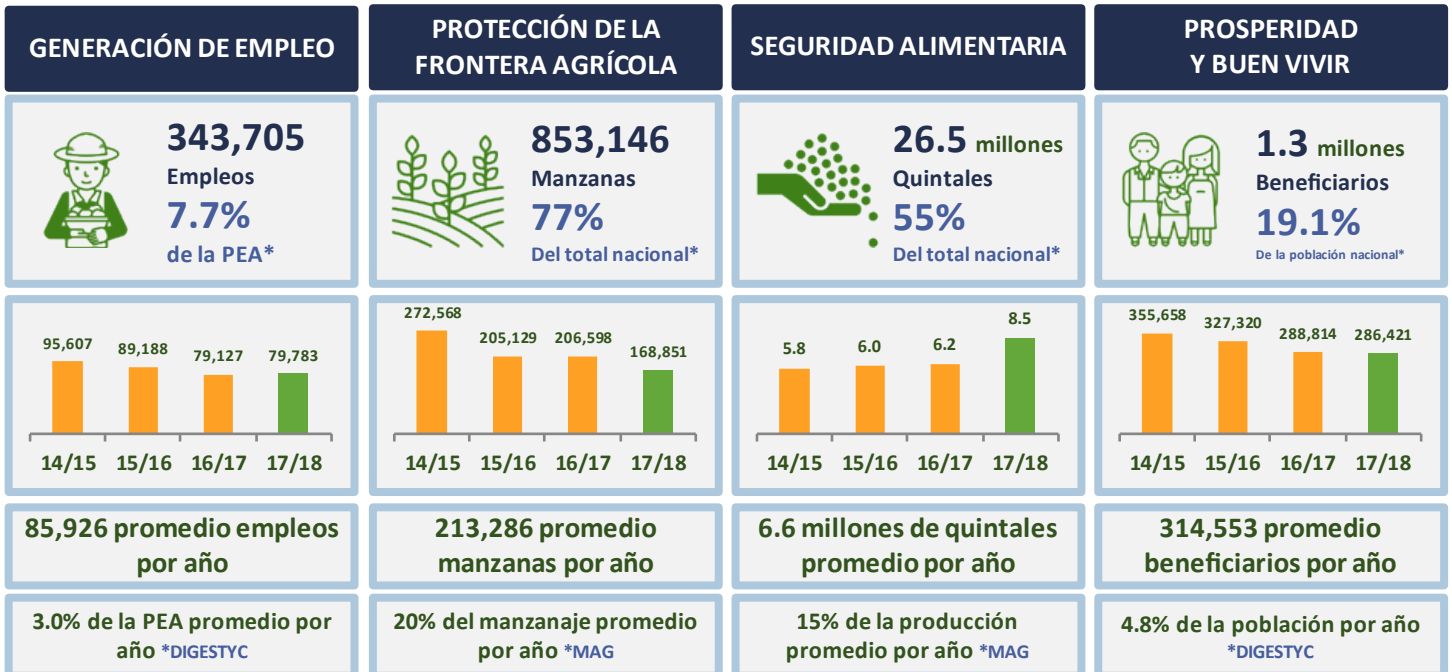 GENERACIÓN DE EMPLEO
343,705
Empleos
7.7%
de la PEA*
95,607
89,188
79,127
79,783
14/15 15/16 16/17 17/18
85,926 promedio empleos
por año
3.0% de la PEA promedio por
año *DIGESTYC
PROTECCIÓN DE LA
FRONTERA AGRÍCOLA
853,146
Manzanas
77%
Del total nacional*
272,568
205,129
206,598
168,851
14/15 15/16 16/17 17/18
213,286 promedio
manzanas por año
20% del manzanaje promedio
por año *MAG
SEGURIDAD ALIMENTARIA
26.5 millones
Quintales
55%
Del total nacional*
5.8
6.0
6.2
8.5
14/15 15/16 16/17 17/18
6.6 millones de quintales
promedio por año
15% de la producción
promedio por año *MAG
PROSPERIDAD
Y BUEN VIVIR
1.3 millones
Beneficiarios
19.1%
De la población nacional*
355,658
327,320
288,814
286,421
14/15 15/16 16/17 17/18
314,553 promedio
beneficiarios por año
4.8% de la población por año
*DIGESTYC